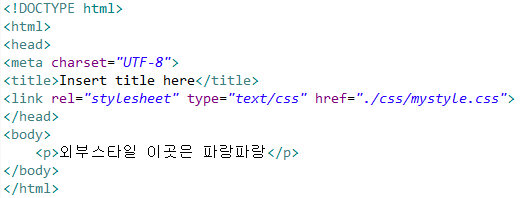 <!DOCTYPE html>
<html>
<head>
<meta charset="UTF-8">
<title>Insert title here</title>
<link rel="stylesheet" type="text/css" href="./css/mystyle.css">
</head>
<body>
    <p>외부스타일 이곳은 파랑파랑</p>
</body>
</html>